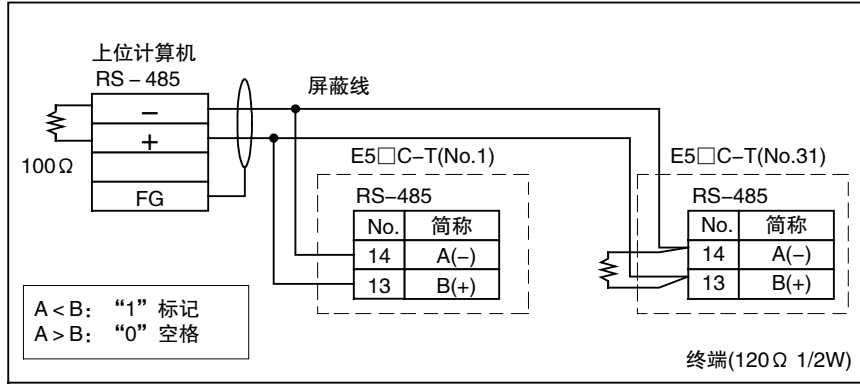 上位计算机
RS – 485
–
+
FG
100Ω
屏蔽线
E5□C-T(No.1)
RS–485
No. 简称
14 A(–)
13 B(+)
E5□C-T(No.31)
RS–485
No. 简称
14 A(–)
13 B(+)
A < B： “1” 标记
A > B： “0” 空格
终端(120Ω 1/2W)